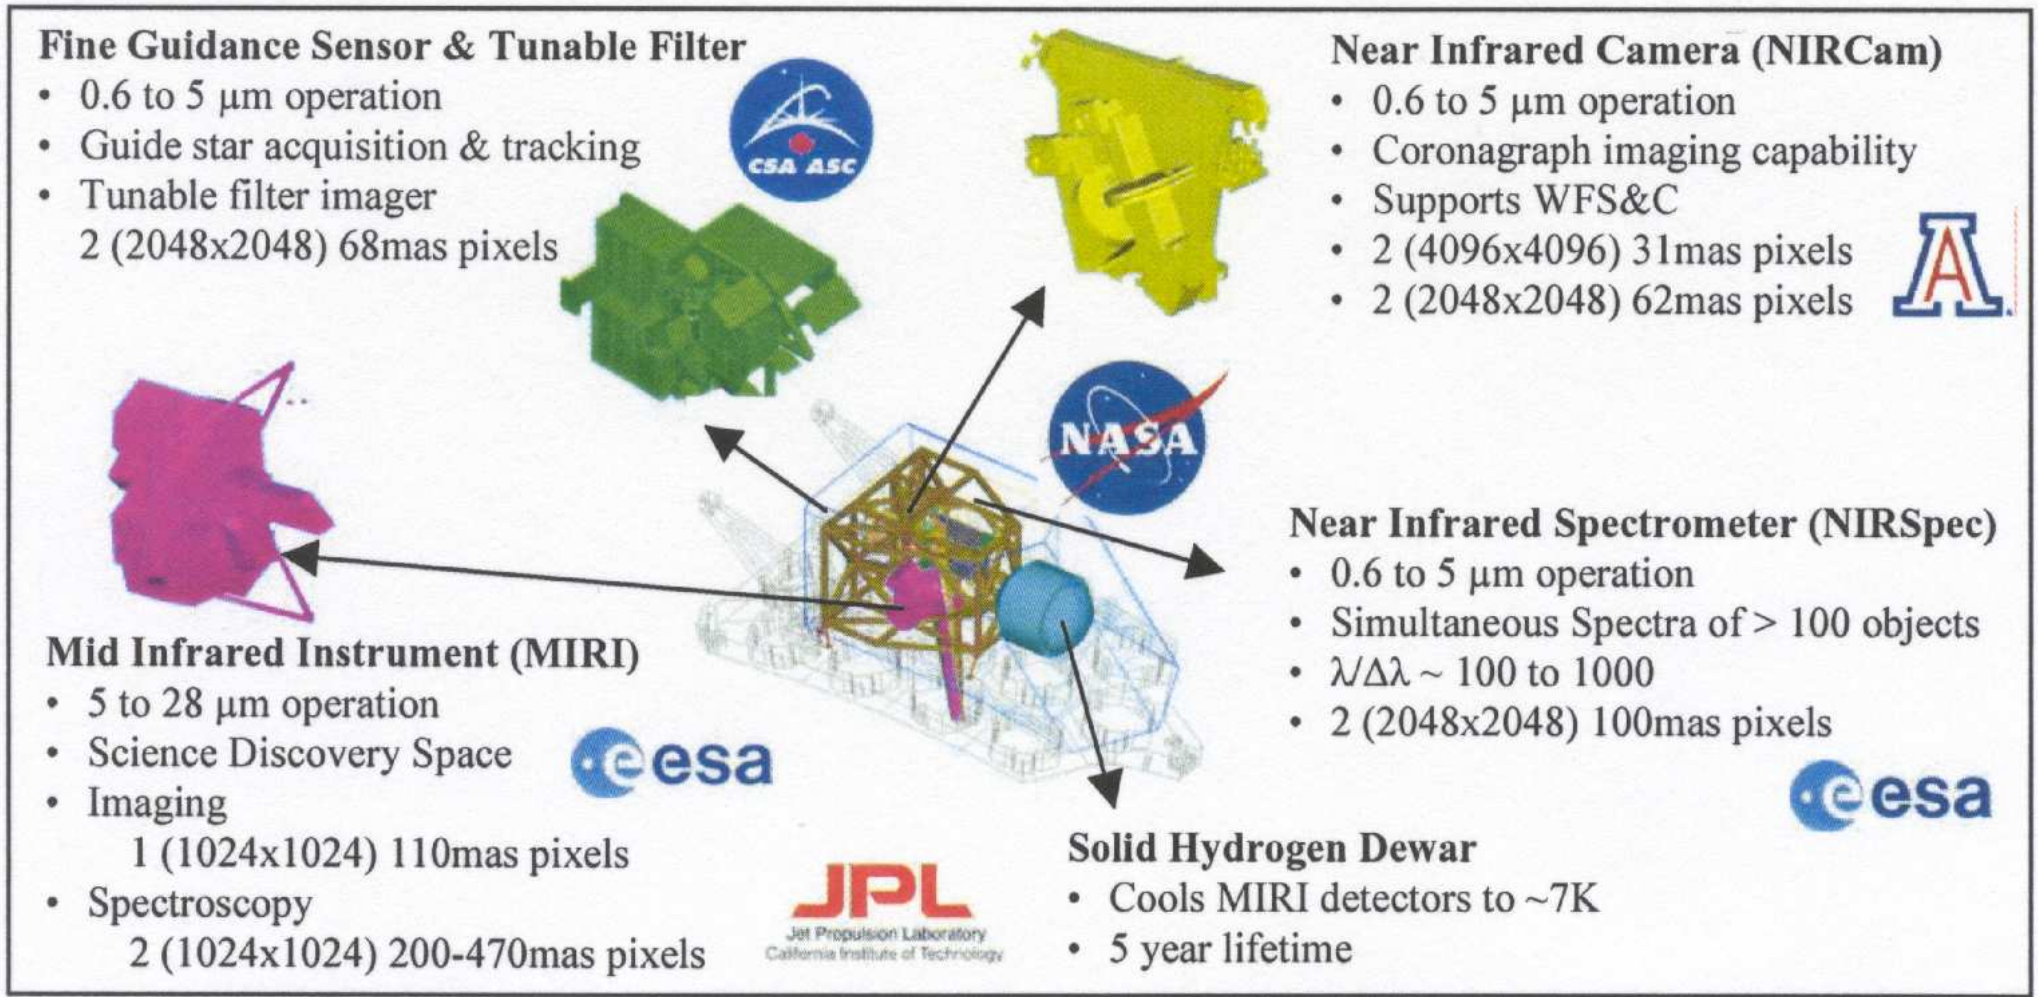 Fine Guidance Sensor & Tunable Filter
• 0.6 to 5 μm operation
• Guide star acquisition & tracking
• Tunable filter imager
2 (2048x2048) 68mas pixels
CSA ASC
Near Infrared Camera (NIRCam)
• 0.6 to 5 μm operation
• Coronagraph imaging capability
• Supports WFS&C
• 2 (4096x4096) 31mas pixels
• 2 (2048x2048) 62mas pixels
A
NASA
Near Infrared Spectrometer (NIRSpec)
• 0.6 to 5 μm operation
• Simultaneous Spectra of > 100 objects
• λ/Δλ ~ 100 to 1000
• 2 (2048x2048) 100mas pixels
esa
Mid Infrared Instrument (MIRI)
• 5 to 28 μm operation
• Science Discovery Space
• Imaging
1 (1024x1024) 110mas pixels
• Spectroscopy
2 (1024x1024) 200-470mas pixels
esa
JPL
Jet Propulsion Laboratory
California Institute of Technology
Solid Hydrogen Dewar
• Cools MIRI detectors to ~7K
• 5 year lifetime